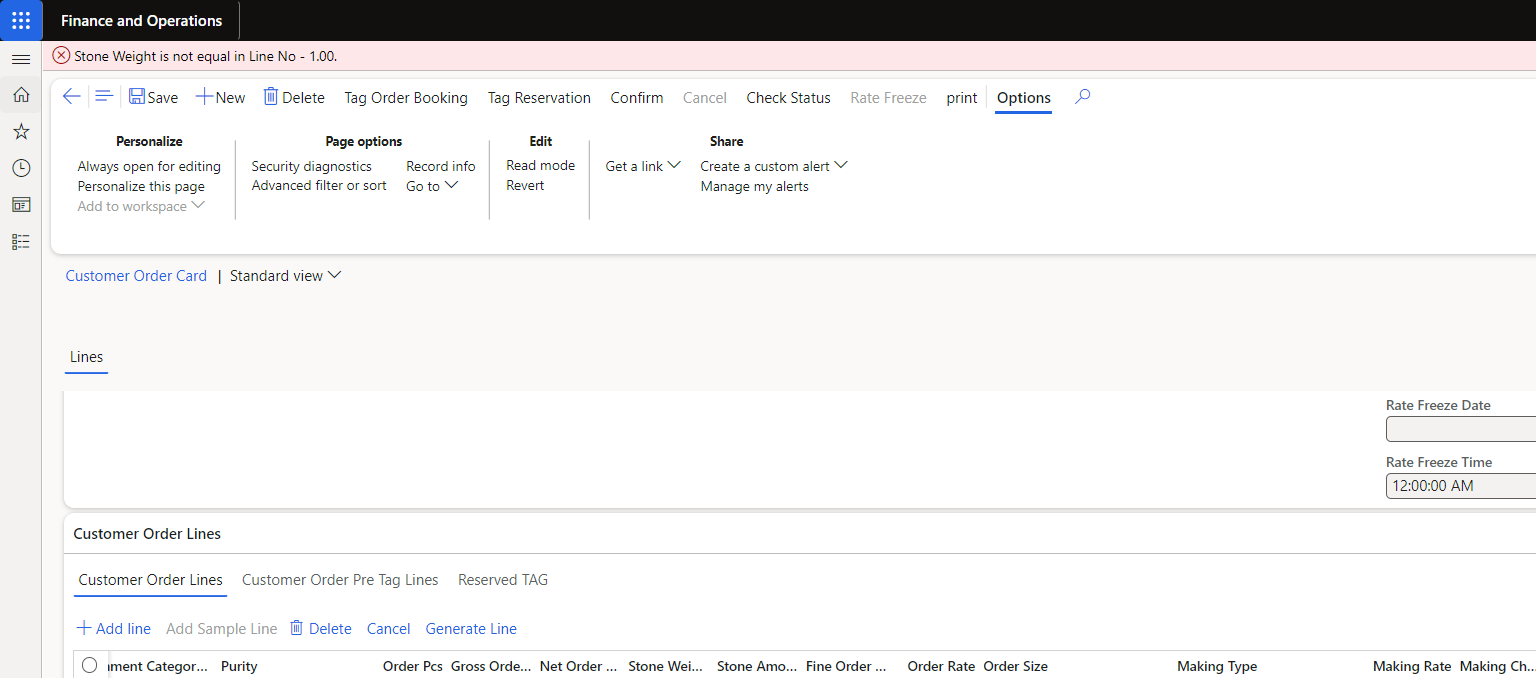 Finance and Operations
Stone Weight is not equal in Line No - 1.00.
Save New Delete Tag Order Booking Tag Reservation Confirm Cancel Check Status Rate Freeze print Options
Personalize Page options Edit Share
Always open for editing Security diagnostics Record info Read mode Get a link Create a custom alert
Personalize this page Advanced filter or sort Go to Revert Manage my alerts
Add to workspace
Customer Order Card | Standard view
Lines
Rate Freeze Date
Rate Freeze Time
12:00:00 AM
Customer Order Lines
Customer Order Lines Customer Order Pre Tag Lines Reserved TAG
Add line Add Sample Line Delete Cancel Generate Line
Categor... Purity Order Pcs Gross Orde... Net Order ... Stone Wei... Stone Amo... Fine Order ... Order Rate Order Size Making Type Making Rate Making Ch...